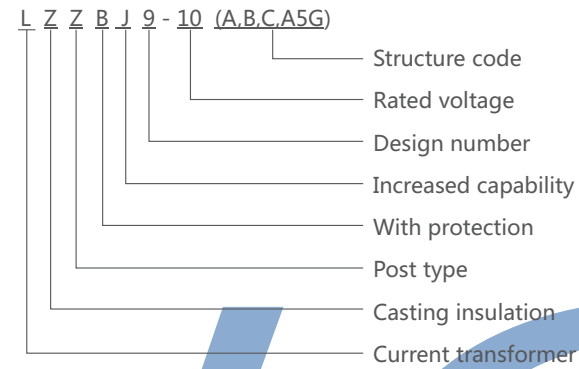 L Z Z B J 9 - 10 (A,B,C,A5G)
Structure code
Rated voltage
Design number
Increased capability
With protection
Post type
Casting insulation
Current transformer